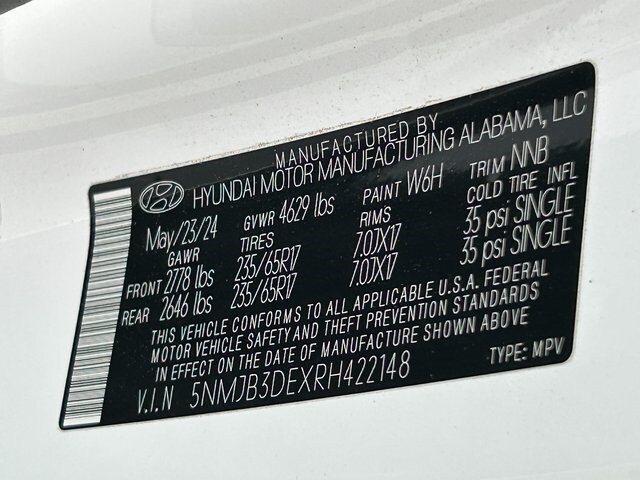 MANUFACTURED BY
HYUNDAI MOTOR MANUFACTURING ALABAMA, LLC
May/23/24 GVWR 4629 lbs PAINT W6H TRIM NNB
GAWR TIRES RIMS COLD TIRE INFL
FRONT 2778 lbs 235/65R17 7.0JX17 35 psi SINGLE
REAR 2646 lbs 235/65R17 7.0JX17 35 psi SINGLE
THIS VEHICLE CONFORMS TO ALL APPLICABLE U.S.A. FEDERAL
MOTOR VEHICLE SAFETY AND THEFT PREVENTION STANDARDS
IN EFFECT ON THE DATE OF MANUFACTURE SHOWN ABOVE
V.I.N 5NMJB3DEXRH422148 TYPE: MPV